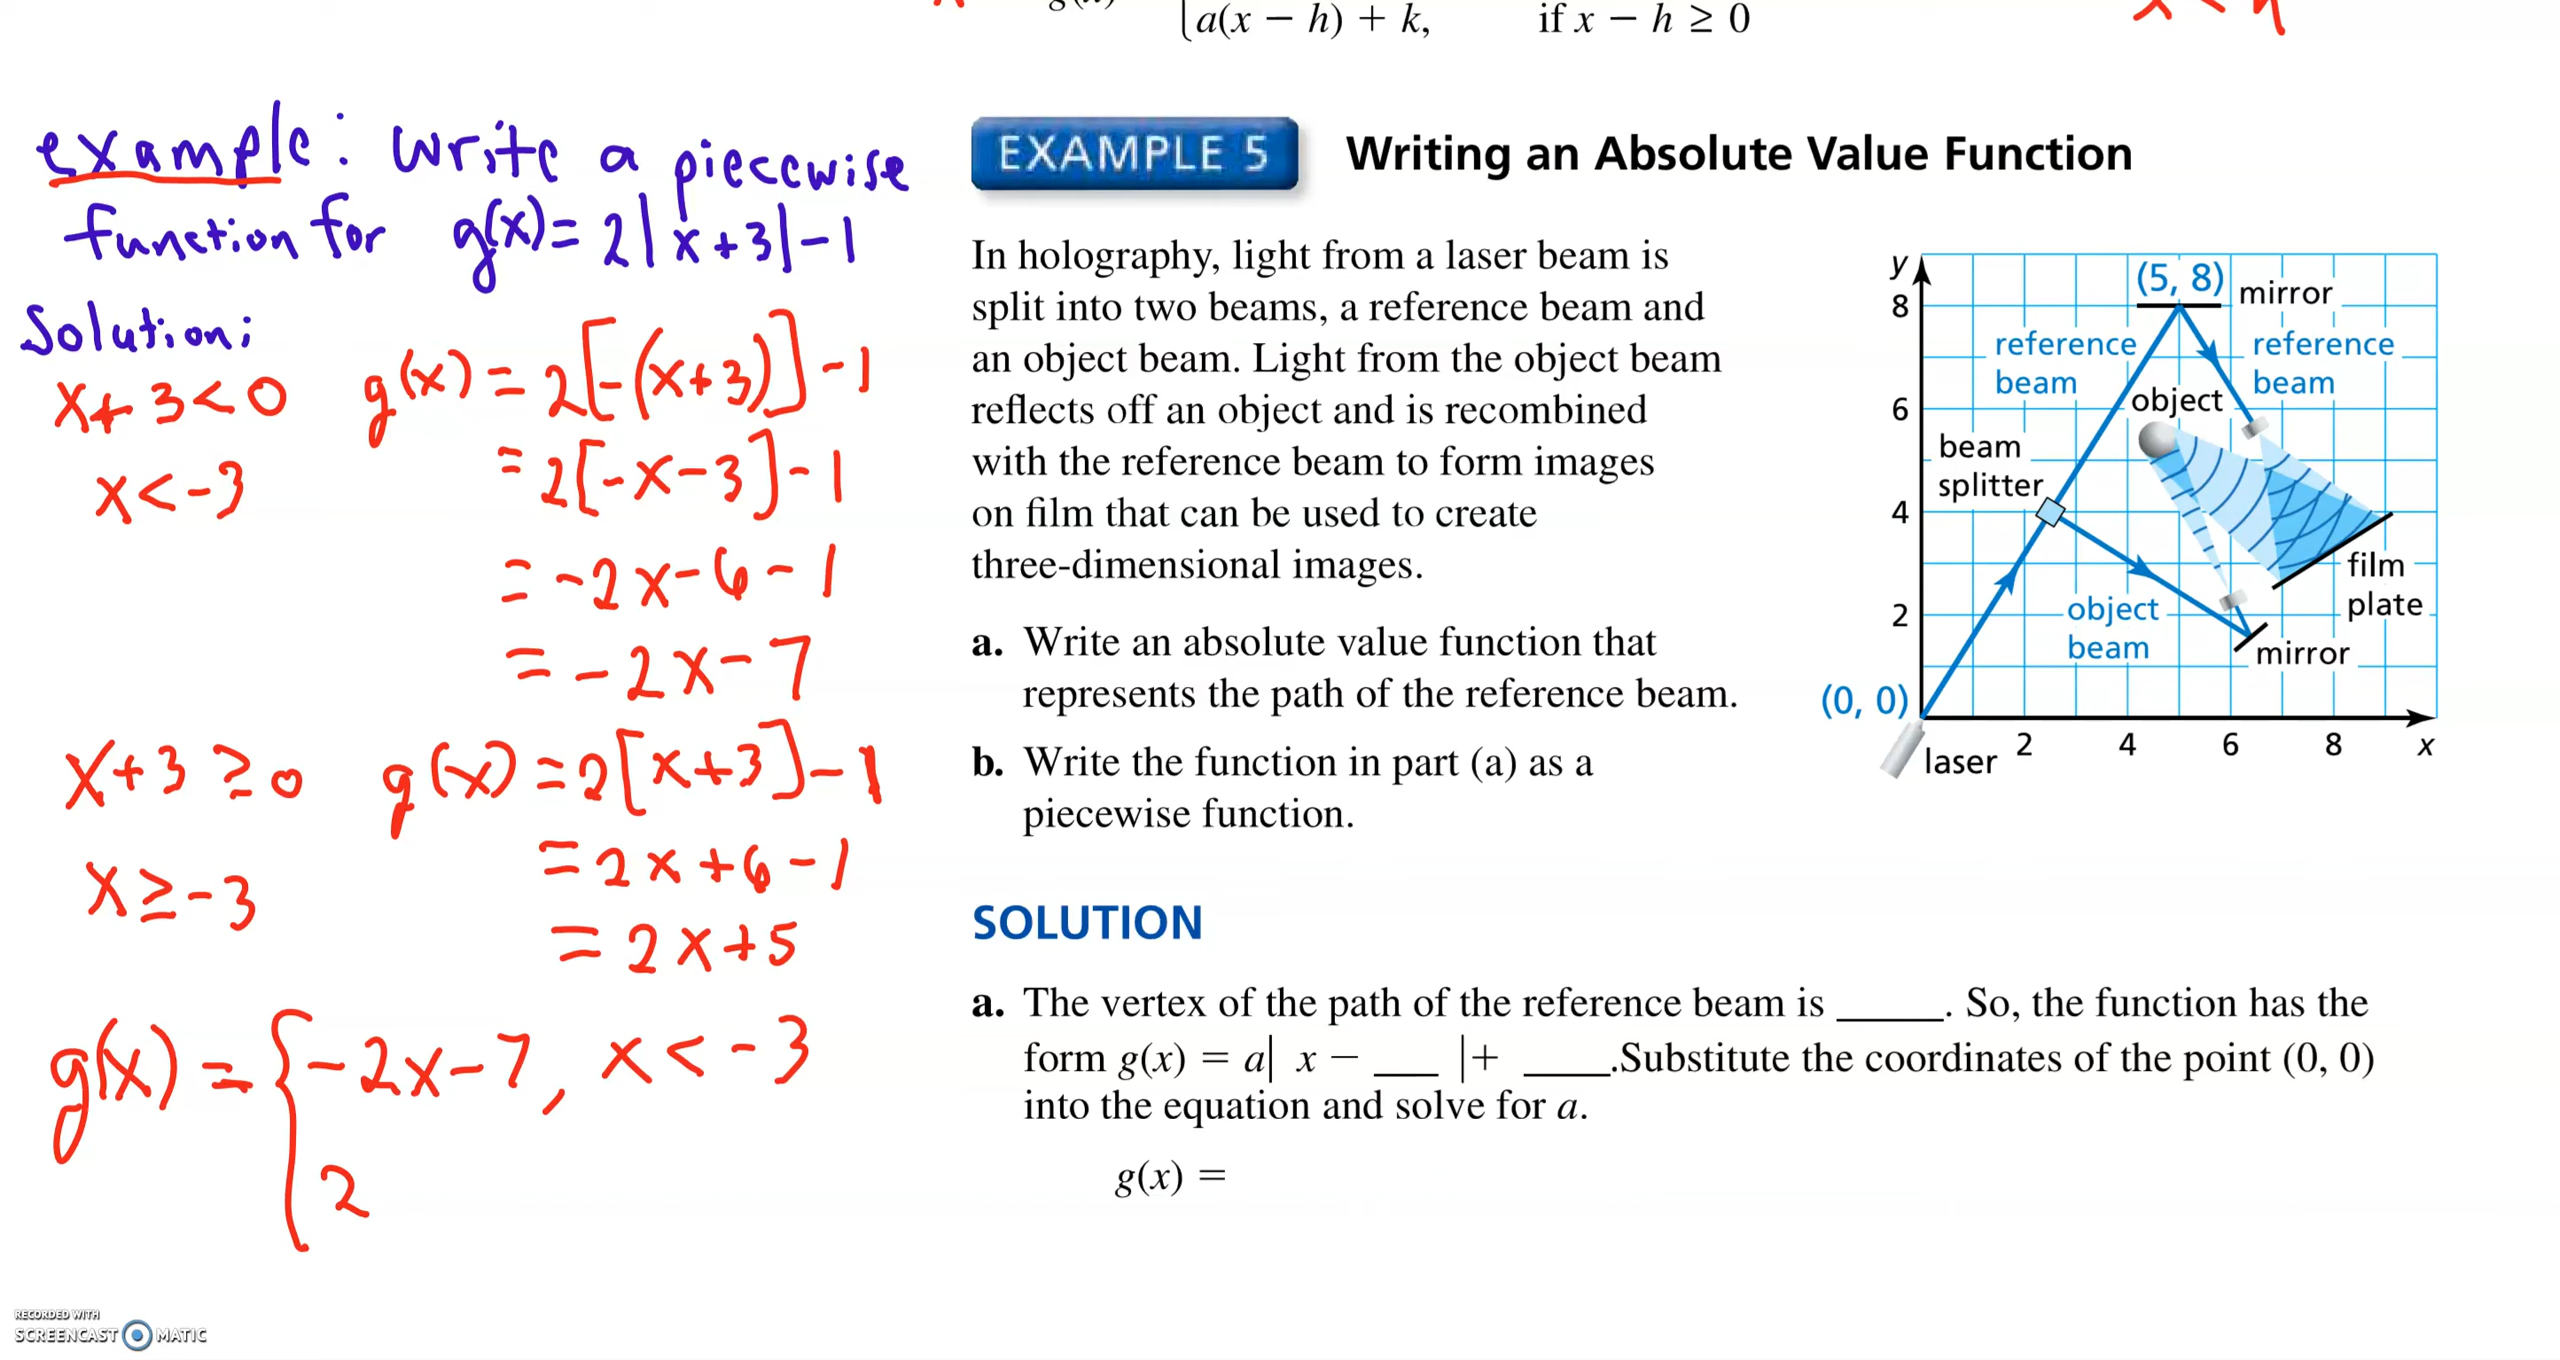 a(x − h) + k, if x − h ≥ 0
example: write a piecewise
function for g(x) = 2|x+3|-1
Solution:
x+3<0 g(x) = 2[-(x+3)]-1
x<-3 = 2[-x-3]-1
= -2x-6-1
= -2x-7
x+3≥0 g(x) = 2[x+3]-1
x≥-3 = 2x+6-1
= 2x+5
g(x) = { -2x-7, x<-3
2
EXAMPLE 5 Writing an Absolute Value Function
In holography, light from a laser beam is
split into two beams, a reference beam and
an object beam. Light from the object beam
reflects off an object and is recombined
with the reference beam to form images
on film that can be used to create
three-dimensional images.
a. Write an absolute value function that
represents the path of the reference beam.
b. Write the function in part (a) as a
piecewise function.
y
8
6
4
2
(5, 8) mirror
reference
beam
reference
beam
object
beam
splitter
object
beam
film
plate
mirror
(0, 0)
laser
2 4 6 8 x
SOLUTION
a. The vertex of the path of the reference beam is _____. So, the function has the
form g(x) = a| x − ___ |+ ____.Substitute the coordinates of the point (0, 0)
into the equation and solve for a.
g(x) =
RECORDED WITH
SCREENCAST MATIC